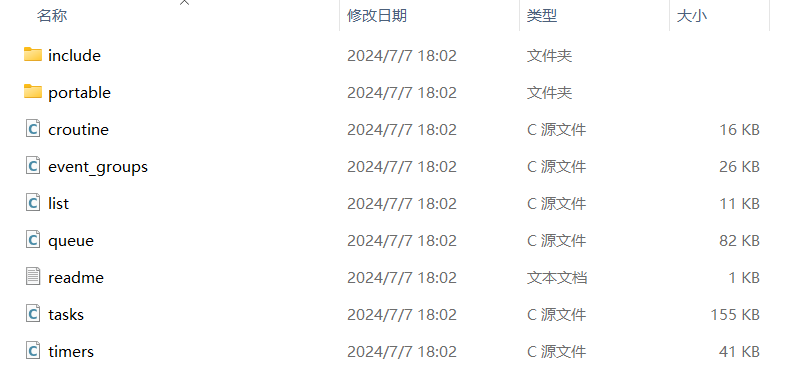 名称 修改日期 类型 大小
include 2024/7/7 18:02 文件夹
portable 2024/7/7 18:02 文件夹
croutine 2024/7/7 18:02 C 源文件 16 KB
event_groups 2024/7/7 18:02 C 源文件 26 KB
list 2024/7/7 18:02 C 源文件 11 KB
queue 2024/7/7 18:02 C 源文件 82 KB
readme 2024/7/7 18:02 文本文档 1 KB
tasks 2024/7/7 18:02 C 源文件 155 KB
timers 2024/7/7 18:02 C 源文件 41 KB